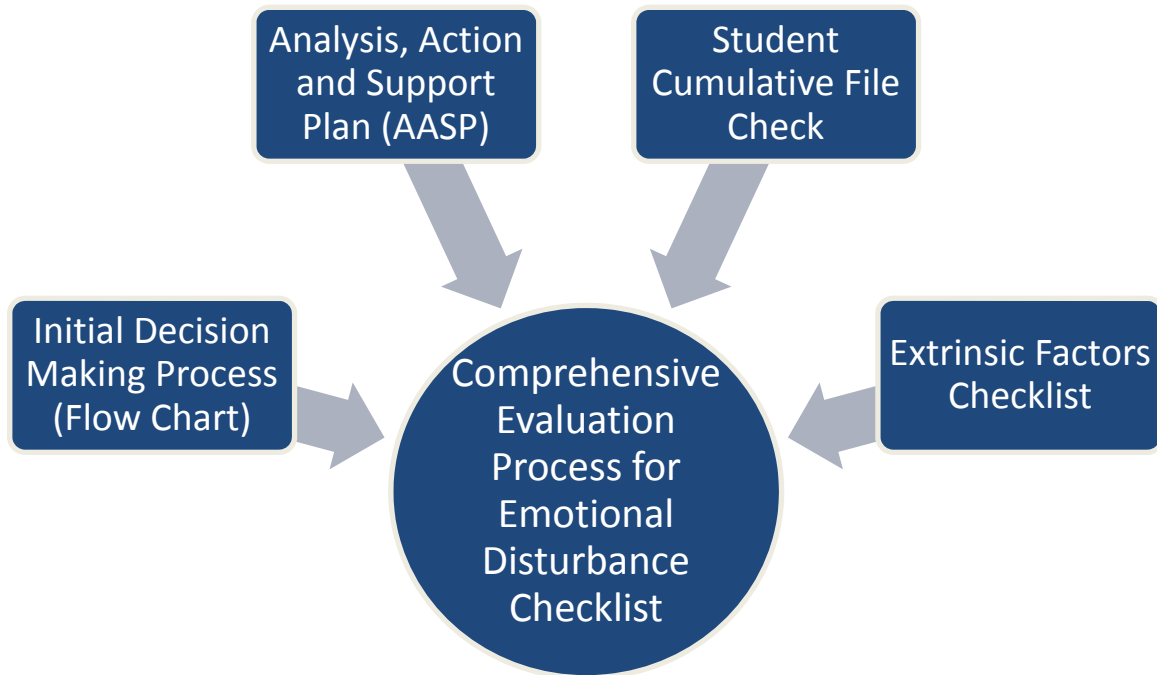 Analysis, Action
and Support
Plan (AASP)
Student
Cumulative File
Check
Initial Decision
Making Process
(Flow Chart)
Extrinsic Factors
Checklist
Comprehensive
Evaluation
Process for
Emotional
Disturbance
Checklist